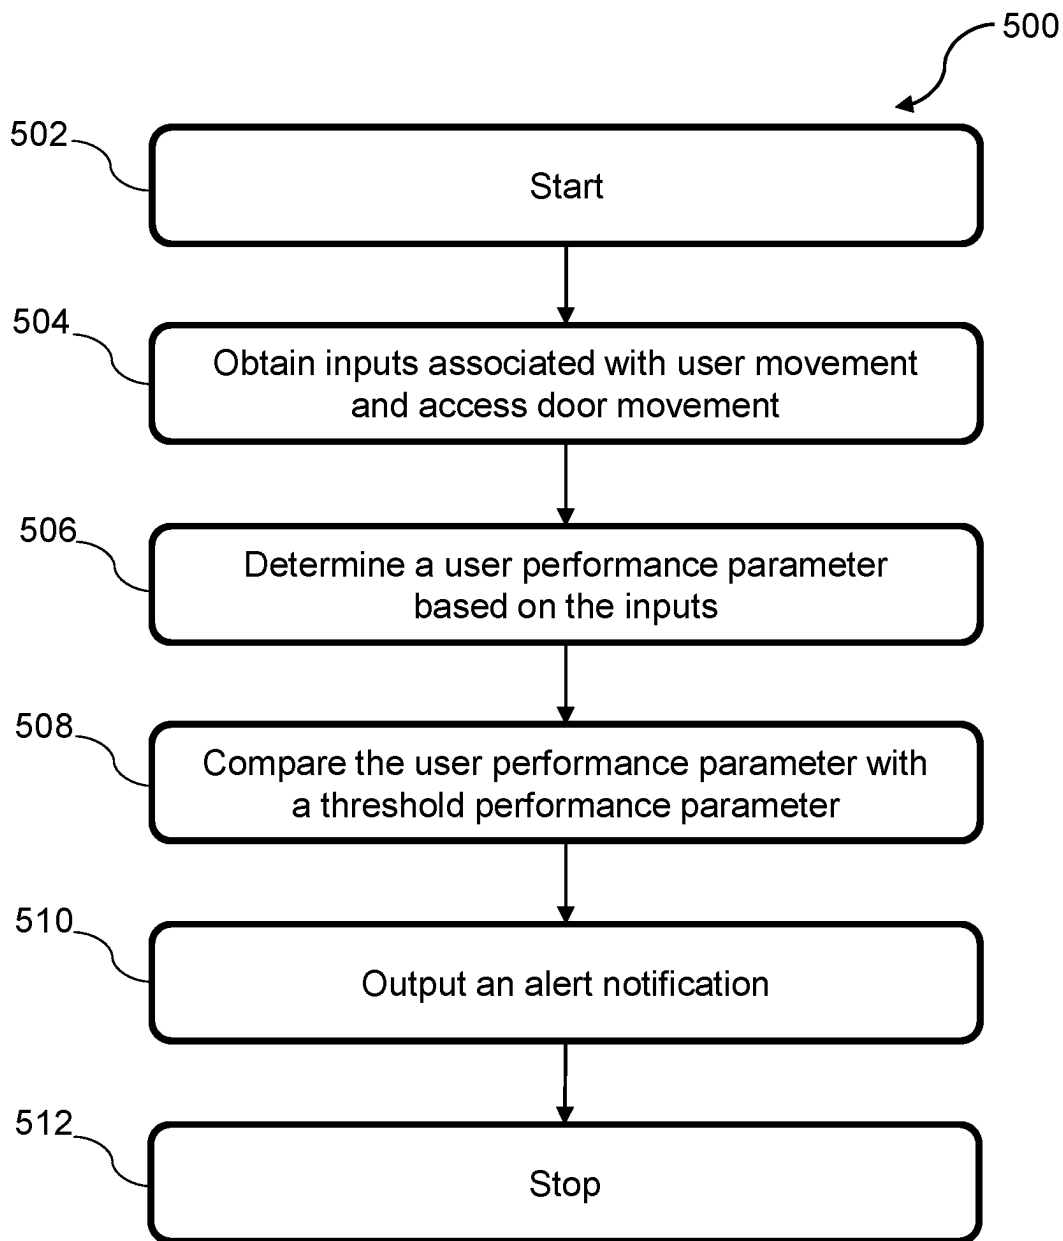 500
502
Start
504
Obtain inputs associated with user movement
and access door movement
506
Determine a user performance parameter
based on the inputs
508
Compare the user performance parameter with
a threshold performance parameter
510
Output an alert notification
512
Stop